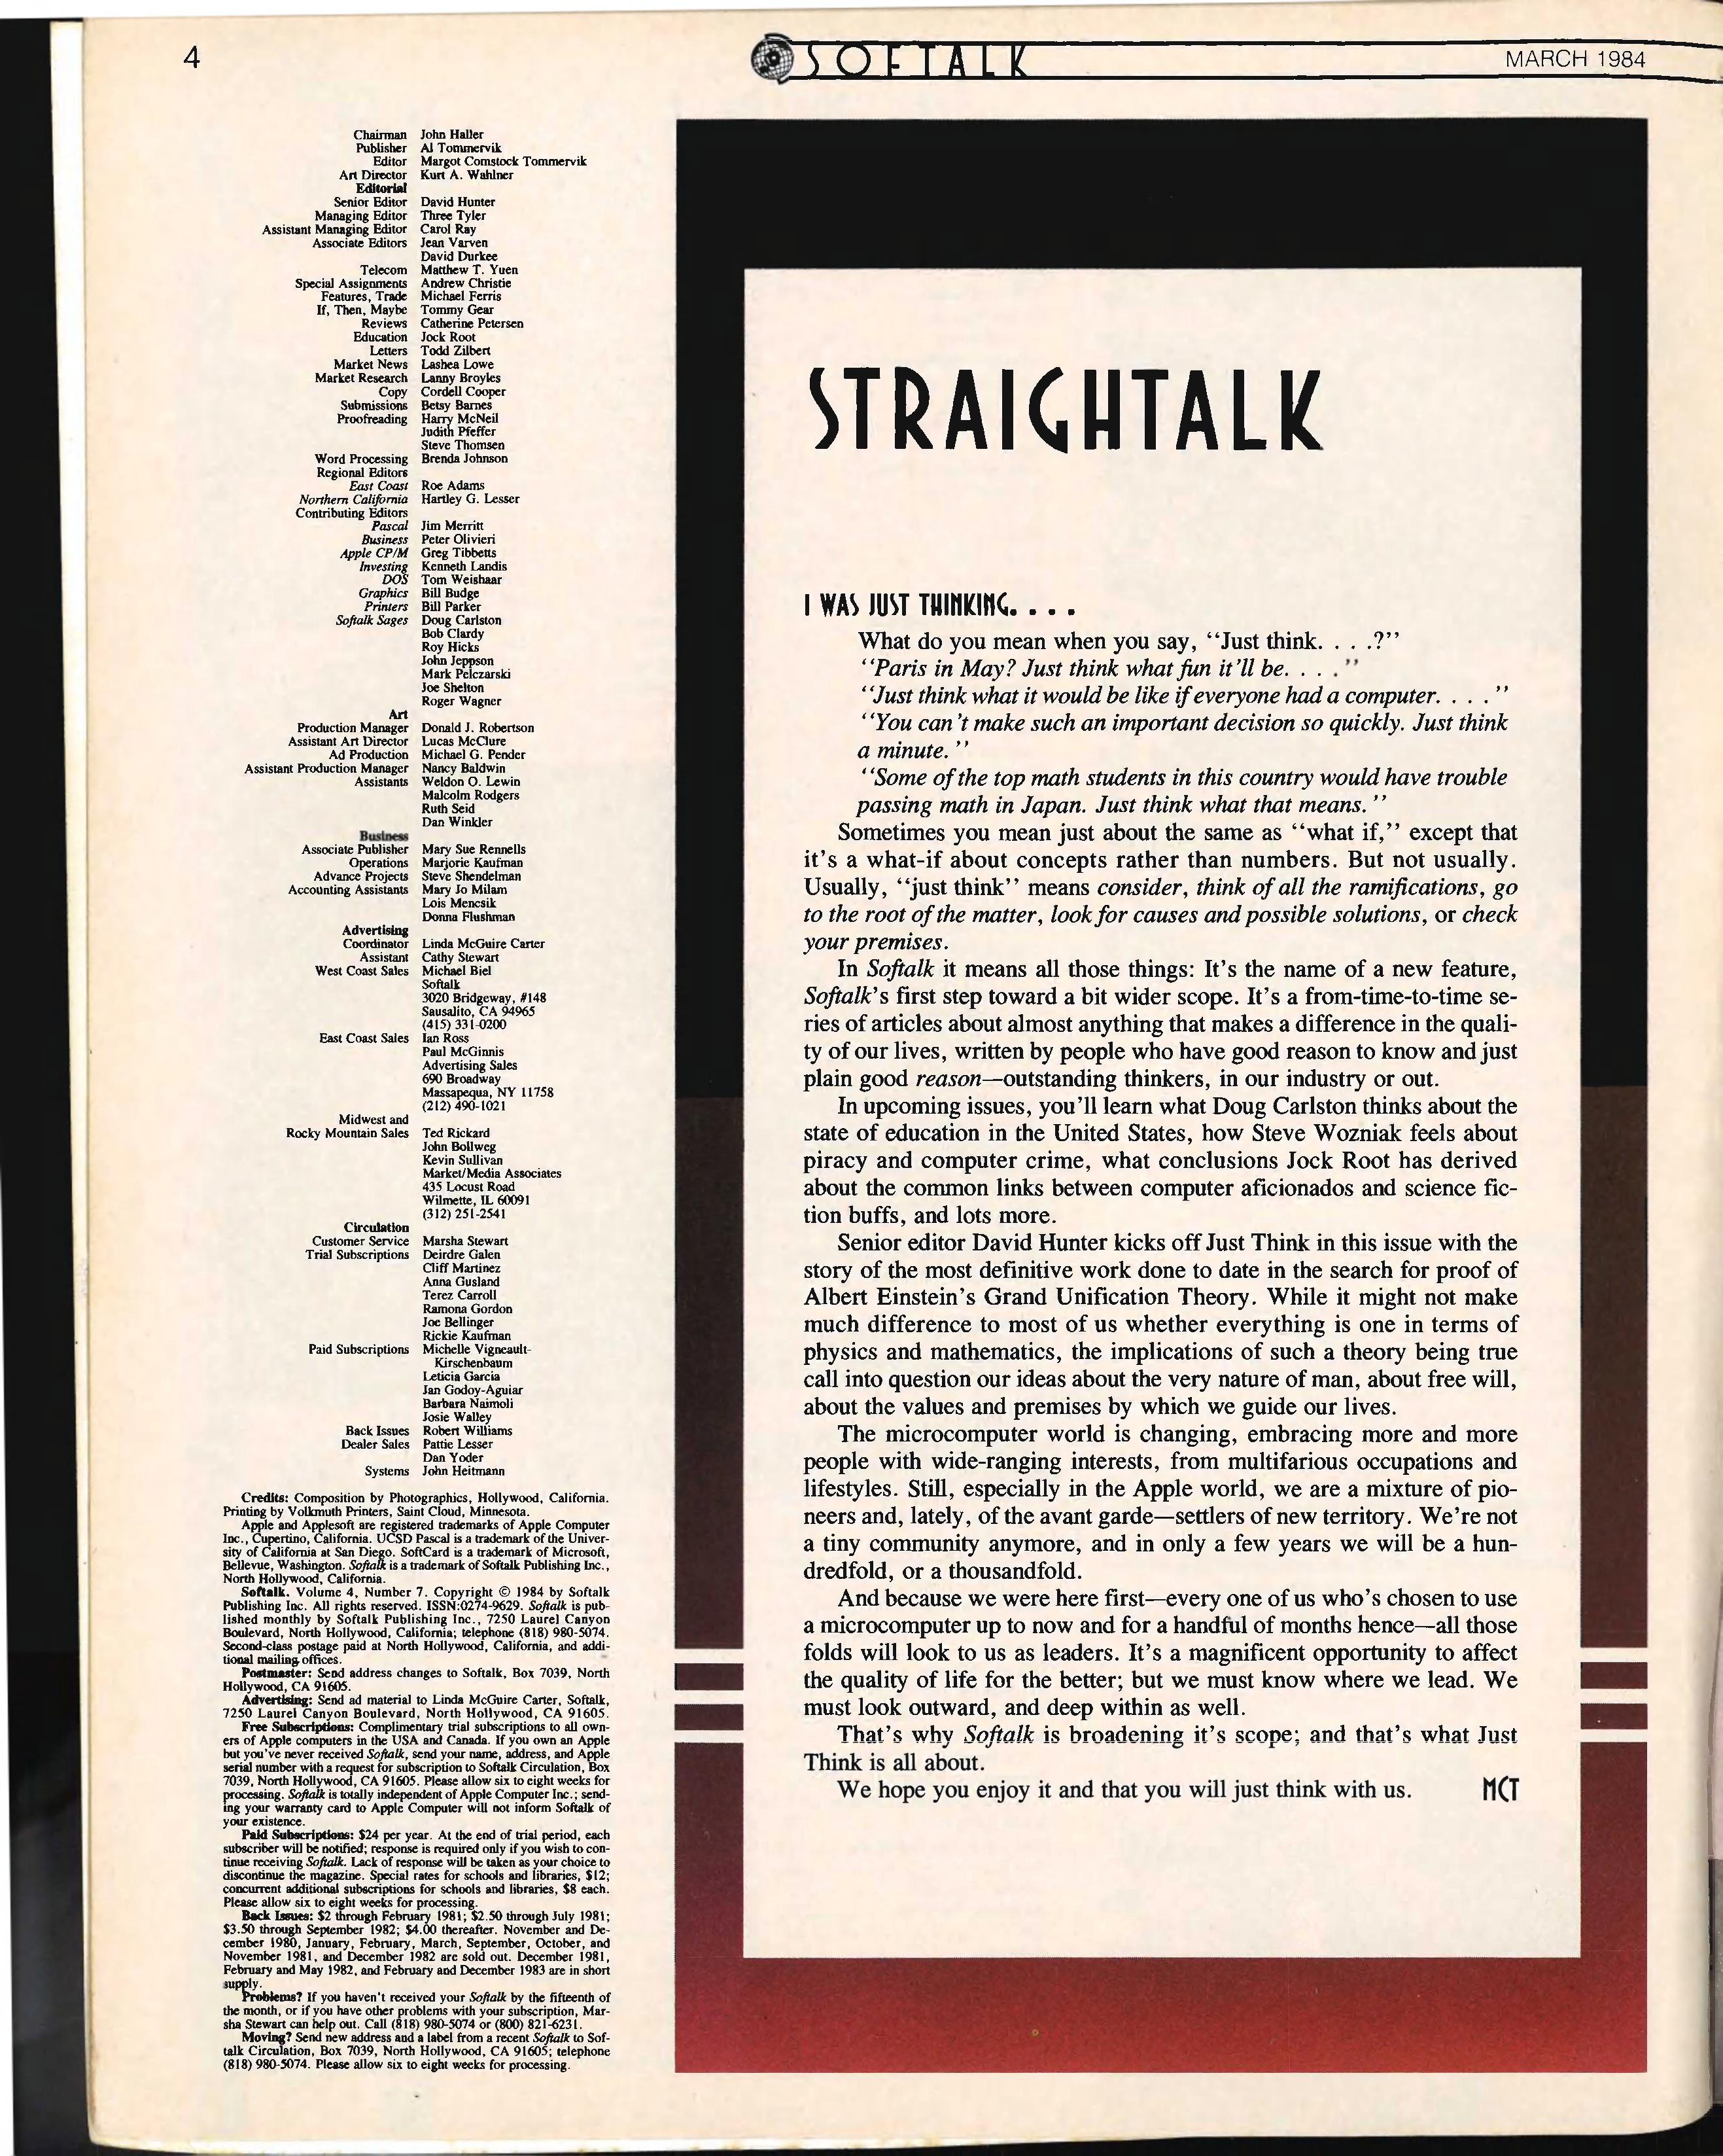 4
SOFTALK
MARCH 1984
Chairman John Haller
Publisher Al Tommervik
Editor Margot Comstock Tommervik
Art Director Kurt A. Wahlner
Editorial
Senior Editor David Hunter
Managing Editor Three Tyler
Assistant Managing Editor Carol Ray
Associate Editors Jean Varven
David Durkee
Telecom Matthew T. Yuen
Special Assignments Andrew Christie
Features, Trade Michael Ferris
If, Then, Maybe Tommy Gear
Reviews Catherine Petersen
Education Jock Root
Letters Todd Zilbert
Market News Lashea Lowe
Market Research Lanny Broyles
Copy Cordell Cooper
Submissions Betsy Barnes
Proofreading Harry McNeil
Judith Pfeffer
Steve Thomsen
Word Processing Brenda Johnson
Regional Editors
East Coast Roe Adams
Northern California Hartley G. Lesser
Contributing Editors
Pascal Jim Merritt
Business Peter Olivieri
Apple CP/M Greg Tibbetts
Investing Kenneth Landis
DOS Tom Weishaar
Graphics Bill Budge
Printers Bill Parker
Softalk Sages Doug Carlston
Bob Clardy
Roy Hicks
John Jeppson
Mark Pelczarski
Joe Shelton
Roger Wagner
Art
Production Manager Donald J. Robertson
Assistant Art Director Lucas McClure
Ad Production Michael G. Pender
Assistant Production Manager Nancy Baldwin
Assistants Weldon O. Lewin
Malcolm Rodgers
Ruth Seid
Dan Winkler
Business
Associate Publisher Mary Sue Rennells
Operations Marjorie Kaufman
Advance Projects Steve Shendelman
Accounting Assistants Mary Jo Milam
Lois Mencsik
Donna Flushman
Advertising
Coordinator Linda McGuire Carter
Assistant Cathy Stewart
West Coast Sales Michael Biel
Softalk
3020 Bridgeway, #148
Sausalito, CA 94965
(415) 331-0200
East Coast Sales Ian Ross
Paul McGinnis
Advertising Sales
690 Broadway
Massapequa, NY 11758
(212) 490-1021
Midwest and
Rocky Mountain Sales Ted Rickard
John Bollweg
Kevin Sullivan
Market/Media Associates
435 Locust Road
Wilmette, IL 60091
(312) 251-2541
Circulation
Customer Service Marsha Stewart
Trial Subscriptions Deirdre Galen
Cliff Martinez
Anna Gusland
Terez Carroll
Ramona Gordon
Joe Bellinger
Rickie Kaufman
Paid Subscriptions Michelle Vigneault-
Kirschenbaum
Leticia Garcia
Jan Godoy-Aguiar
Barbara Naimoli
Josie Walley
Back Issues Robert Williams
Dealer Sales Pattie Lesser
Dan Yoder
Systems John Heitmann
Credits: Composition by Photographics, Hollywood, California.
Printing by Volkmuth Printers, Saint Cloud, Minnesota.
Apple and Applesoft are registered trademarks of Apple Computer
Inc., Cupertino, California. UCSD Pascal is a trademark of the Univer-
sity of California at San Diego. SoftCard is a trademark of Microsoft,
Bellevue, Washington. Softalk is a trademark of Softalk Publishing Inc.,
North Hollywood, California.
Softalk. Volume 4, Number 7. Copyright © 1984 by Softalk
Publishing Inc. All rights reserved. ISSN:0274-9629. Softalk is pub-
lished monthly by Softalk Publishing Inc., 7250 Laurel Canyon
Boulevard, North Hollywood, California; telephone (818) 980-5074.
Second-class postage paid at North Hollywood, California, and addi-
tional mailing offices.
Postmaster: Send address changes to Softalk, Box 7039, North
Hollywood, CA 91605.
Advertising: Send ad material to Linda McGuire Carter, Softalk,
7250 Laurel Canyon Boulevard, North Hollywood, CA 91605.
Free Subscriptions: Complimentary trial subscriptions to all own-
ers of Apple computers in the USA and Canada. If you own an Apple
but you've never received Softalk, send your name, address, and Apple
serial number with a request for subscription to Softalk Circulation, Box
7039, North Hollywood, CA 91605. Please allow six to eight weeks for
processing. Softalk is totally independent of Apple Computer Inc.; send-
ing your warranty card to Apple Computer will not inform Softalk of
your existence.
Paid Subscriptions: $24 per year. At the end of trial period, each
subscriber will be notified; response is required only if you wish to con-
tinue receiving Softalk. Lack of response will be taken as your choice to
discontinue the magazine. Special rates for schools and libraries, $12;
concurrent additional subscriptions for schools and libraries, $8 each.
Please allow six to eight weeks for processing.
Back Issues: $2 through February 1981; $2.50 through July 1981;
$3.50 through September 1982; $4.00 thereafter. November and De-
cember 1980, January, February, March, September, October, and
November 1981, and December 1982 are sold out. December 1981,
February and May 1982, and February and December 1983 are in short
supply.
Problems? If you haven't received your Softalk by the fifteenth of
the month, or if you have other problems with your subscription, Mar-
sha Stewart can help out. Call (818) 980-5074 or (800) 821-6231.
Moving? Send new address and a label from a recent Softalk to Sof-
talk Circulation, Box 7039, North Hollywood, CA 91605; telephone
(818) 980-5074. Please allow six to eight weeks for processing.
STRAIGHTALK
I WAS JUST THINKING. . . .
What do you mean when you say, “Just think. . . .?”
“Paris in May? Just think what fun it’ll be. . . .”
“Just think what it would be like if everyone had a computer. . . .”
“You can’t make such an important decision so quickly. Just think
a minute.”
“Some of the top math students in this country would have trouble
passing math in Japan. Just think what that means.”
Sometimes you mean just about the same as “what if,” except that
it’s a what-if about concepts rather than numbers. But not usually.
Usually, “just think” means consider, think of all the ramifications, go
to the root of the matter, look for causes and possible solutions, or check
your premises.
In Softalk it means all those things: It’s the name of a new feature,
Softalk’s first step toward a bit wider scope. It’s a from-time-to-time se-
ries of articles about almost anything that makes a difference in the quali-
ty of our lives, written by people who have good reason to know and just
plain good reason—outstanding thinkers, in our industry or out.
In upcoming issues, you’ll learn what Doug Carlston thinks about the
state of education in the United States, how Steve Wozniak feels about
piracy and computer crime, what conclusions Jock Root has derived
about the common links between computer aficionados and science fic-
tion buffs, and lots more.
Senior editor David Hunter kicks off Just Think in this issue with the
story of the most definitive work done to date in the search for proof of
Albert Einstein’s Grand Unification Theory. While it might not make
much difference to most of us whether everything is one in terms of
physics and mathematics, the implications of such a theory being true
call into question our ideas about the very nature of man, about free will,
about the values and premises by which we guide our lives.
The microcomputer world is changing, embracing more and more
people with wide-ranging interests, from multifarious occupations and
lifestyles. Still, especially in the Apple world, we are a mixture of pio-
neers and, lately, of the avant garde—settlers of new territory. We’re not
a tiny community anymore, and in only a few years we will be a hun-
dredfold, or a thousandfold.
And because we were here first—every one of us who’s chosen to use
a microcomputer up to now and for a handful of months hence—all those
folds will look to us as leaders. It’s a magnificent opportunity to affect
the quality of life for the better; but we must know where we lead. We
must look outward, and deep within as well.
That’s why Softalk is broadening it’s scope; and that’s what Just
Think is all about.
We hope you enjoy it and that you will just think with us. MCT